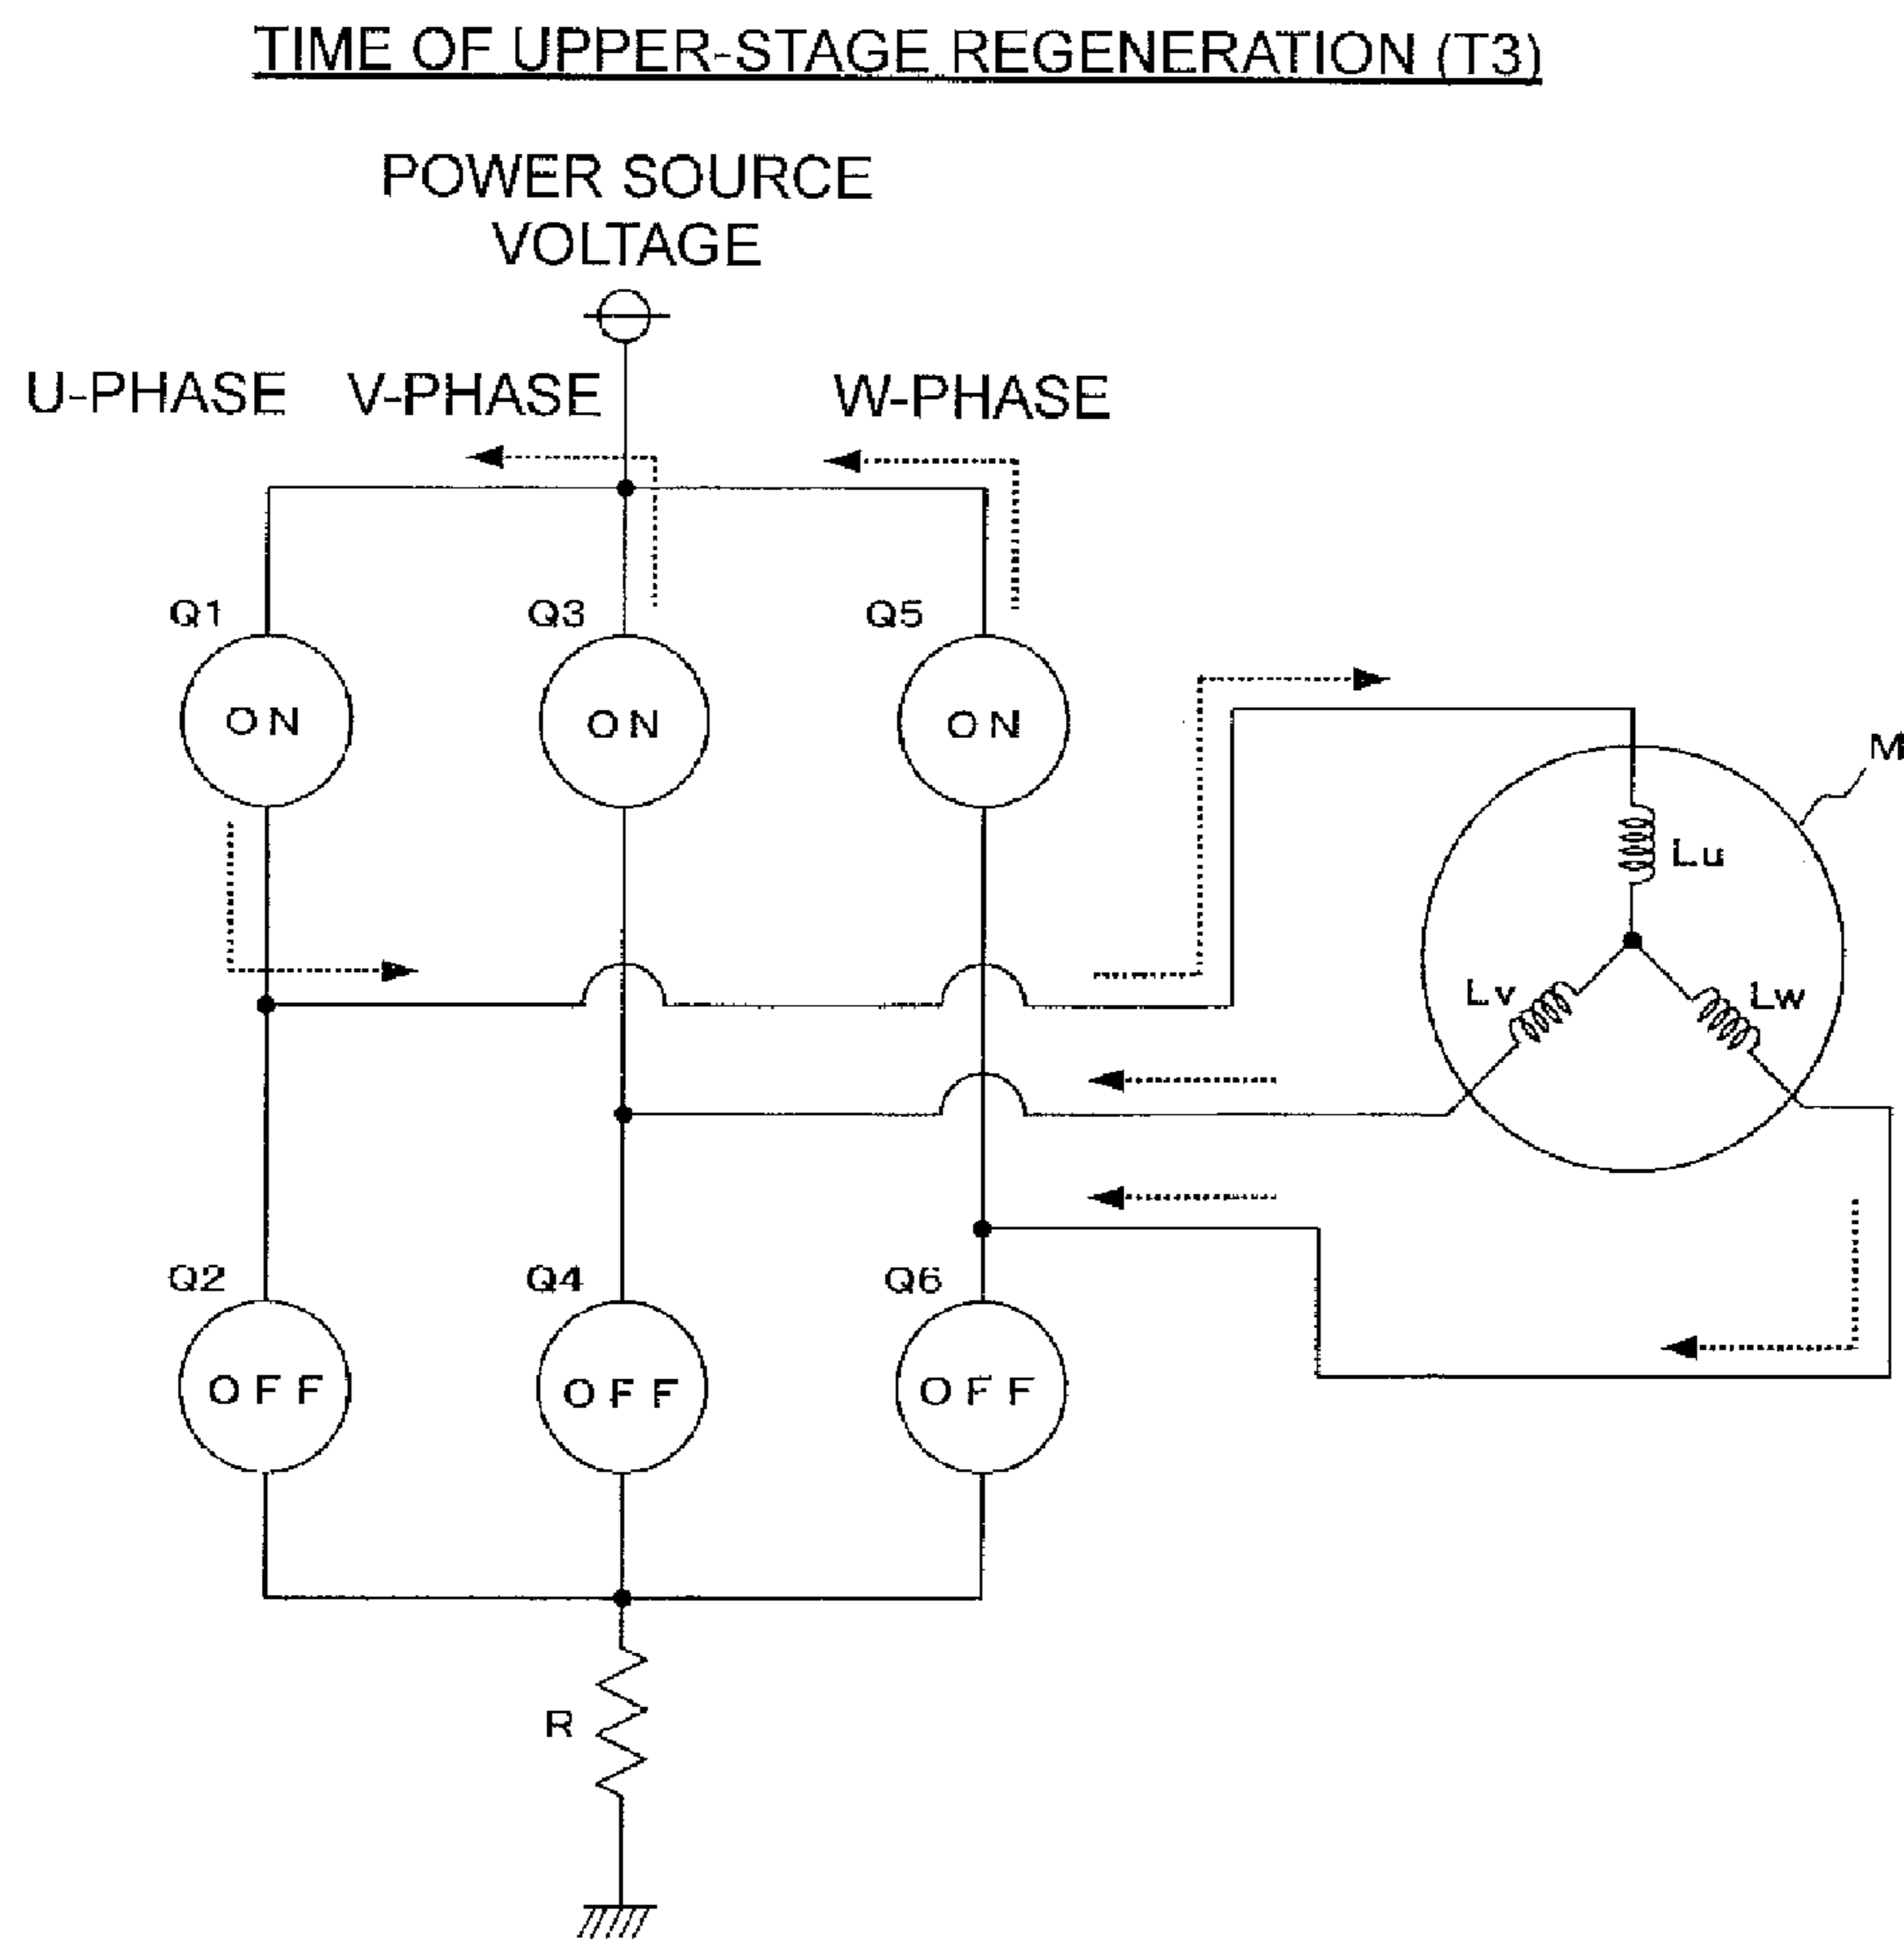 TIME OF UPPER-STAGE REGENERATION (T3)
POWER SOURCE
VOLTAGE
U-PHASE V-PHASE W-PHASE
Q1 Q3 Q5
ON ON ON
M
Lu
Lv Lw
Q2 Q4 Q6
OFF OFF OFF
R